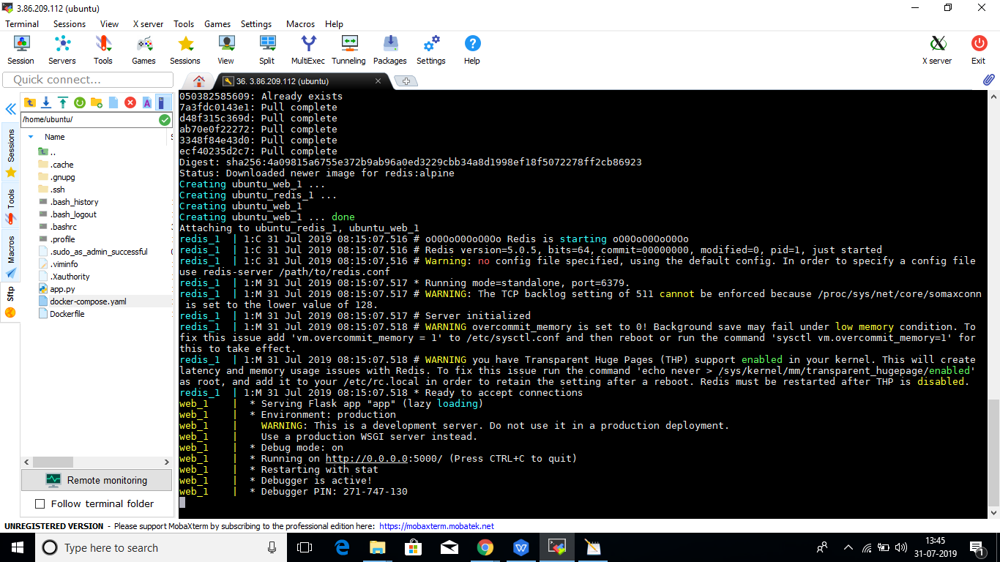 3.86.209.112 (ubuntu)
Terminal Sessions View X server Tools Games Settings Macros Help
Session Servers Tools Games Sessions View Split MultiExec Tunneling Packages Settings Help X server Exit
Quick connect...
36. 3.86.209.112 (ubuntu)
/home/ubuntu/
Name
..
.cache
.gnupg
.ssh
.bash_history
.bash_logout
.bashrc
.profile
.sudo_as_admin_successful
.viminfo
.Xauthority
app.py
docker-compose.yaml
Dockerfile
Sessions
Tools
Macros
Sftp
Remote monitoring
Follow terminal folder
050382585609: Already exists
7a3fdc0143e1: Pull complete
d48f315c369d: Pull complete
ab70e0f22272: Pull complete
3348f84e43d0: Pull complete
ecf40235d2c7: Pull complete
Digest: sha256:4a09815a6755e372b9ab96a0ed3229cbb34a8d1998ef18f5072278ff2cb86923
Status: Downloaded newer image for redis:alpine
Creating ubuntu_web_1 ...
Creating ubuntu_redis_1 ...
Creating ubuntu_web_1
Creating ubuntu_web_1 ... done
Attaching to ubuntu_redis_1, ubuntu_web_1
redis_1 | 1:C 31 Jul 2019 08:15:07.516 # oO0OoO0OoO0Oo Redis is starting oO0OoO0OoO0Oo
redis_1 | 1:C 31 Jul 2019 08:15:07.516 # Redis version=5.0.5, bits=64, commit=00000000, modified=0, pid=1, just started
redis_1 | 1:C 31 Jul 2019 08:15:07.516 # Warning: no config file specified, using the default config. In order to specify a config file
use redis-server /path/to/redis.conf
redis_1 | 1:M 31 Jul 2019 08:15:07.517 * Running mode=standalone, port=6379.
redis_1 | 1:M 31 Jul 2019 08:15:07.517 # WARNING: The TCP backlog setting of 511 cannot be enforced because /proc/sys/net/core/somaxconn
is set to the lower value of 128.
redis_1 | 1:M 31 Jul 2019 08:15:07.517 # Server initialized
redis_1 | 1:M 31 Jul 2019 08:15:07.518 # WARNING overcommit_memory is set to 0! Background save may fail under low memory condition. To
fix this issue add 'vm.overcommit_memory = 1' to /etc/sysctl.conf and then reboot or run the command 'sysctl vm.overcommit_memory=1' for
this to take effect.
redis_1 | 1:M 31 Jul 2019 08:15:07.518 # WARNING you have Transparent Huge Pages (THP) support enabled in your kernel. This will create
latency and memory usage issues with Redis. To fix this issue run the command 'echo never > /sys/kernel/mm/transparent_hugepage/enabled'
as root, and add it to your /etc/rc.local in order to retain the setting after a reboot. Redis must be restarted after THP is disabled.
redis_1 | 1:M 31 Jul 2019 08:15:07.518 * Ready to accept connections
web_1 | * Serving Flask app "app" (lazy loading)
web_1 | * Environment: production
web_1 | WARNING: This is a development server. Do not use it in a production deployment.
web_1 | Use a production WSGI server instead.
web_1 | * Debug mode: on
web_1 | * Running on http://0.0.0.0:5000/ (Press CTRL+C to quit)
web_1 | * Restarting with stat
web_1 | * Debugger is active!
web_1 | * Debugger PIN: 271-747-130
UNREGISTERED VERSION - Please support MobaXterm by subscribing to the professional edition here: https://mobaxterm.mobatek.net
Type here to search
13:45
31-07-2019
1